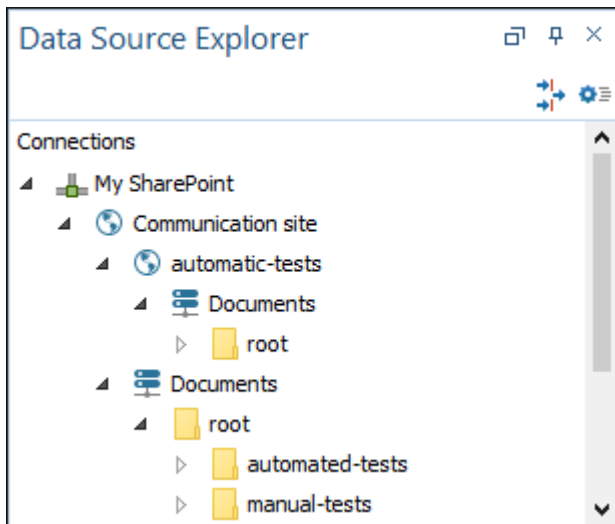 Data Source Explorer
Connections
My SharePoint
Communication site
automatic-tests
Documents
root
Documents
root
automated-tests
manual-tests